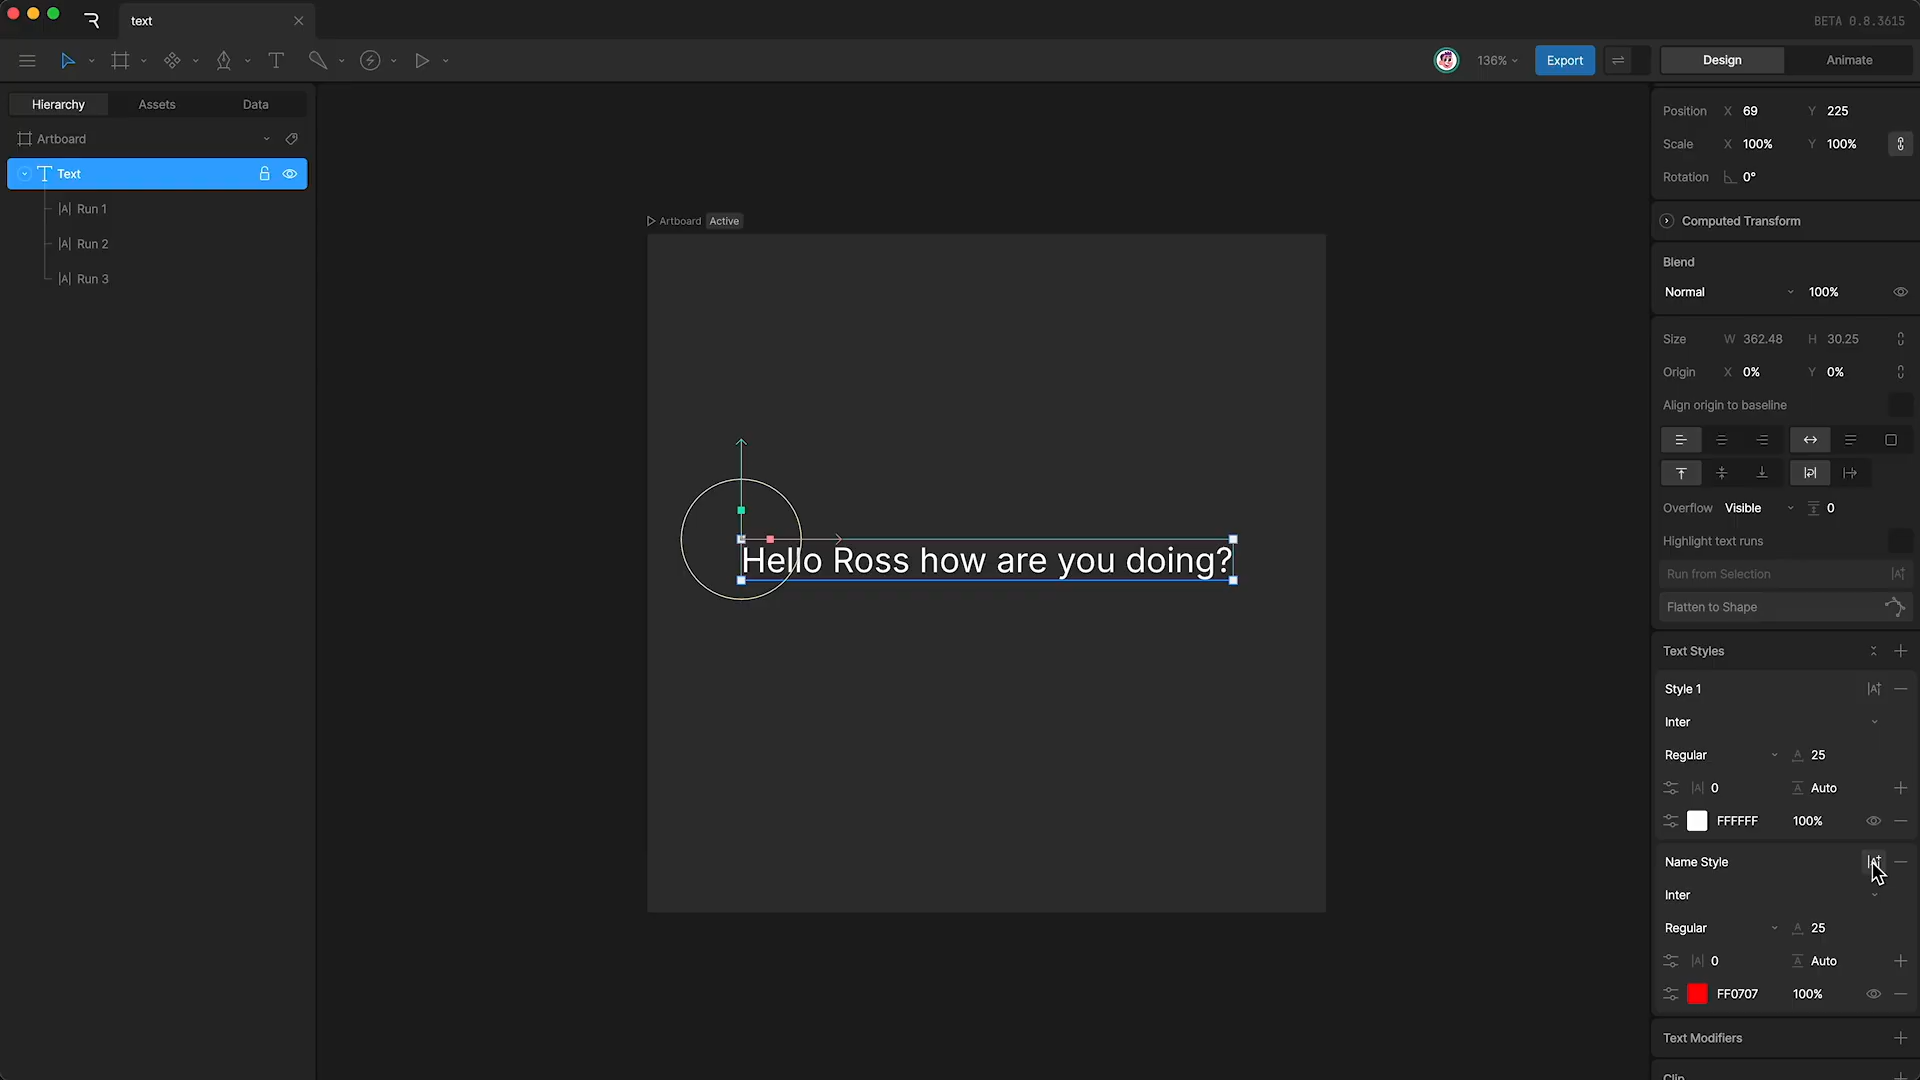 text
BETA 0.8.3615
136%
Export
Design
Animate
Hierarchy
Assets
Data
Artboard
Text
Run 1
Run 2
Run 3
Artboard
Active
Hello Ross how are you doing?
Position X 69 Y 225
Scale X 100% Y 100%
Rotation 0°
Computed Transform
Blend
Normal 100%
Size W 362.48 H 30.25
Origin X 0% Y 0%
Align origin to baseline
Overflow Visible 0
Highlight text runs
Run from Selection
Flatten to Shape
Text Styles
Style 1
Inter
Regular 25
0 Auto
FFFFFF 100%
Name Style
Inter
Regular 25
0 Auto
FF0707 100%
Text Modifiers
Clip